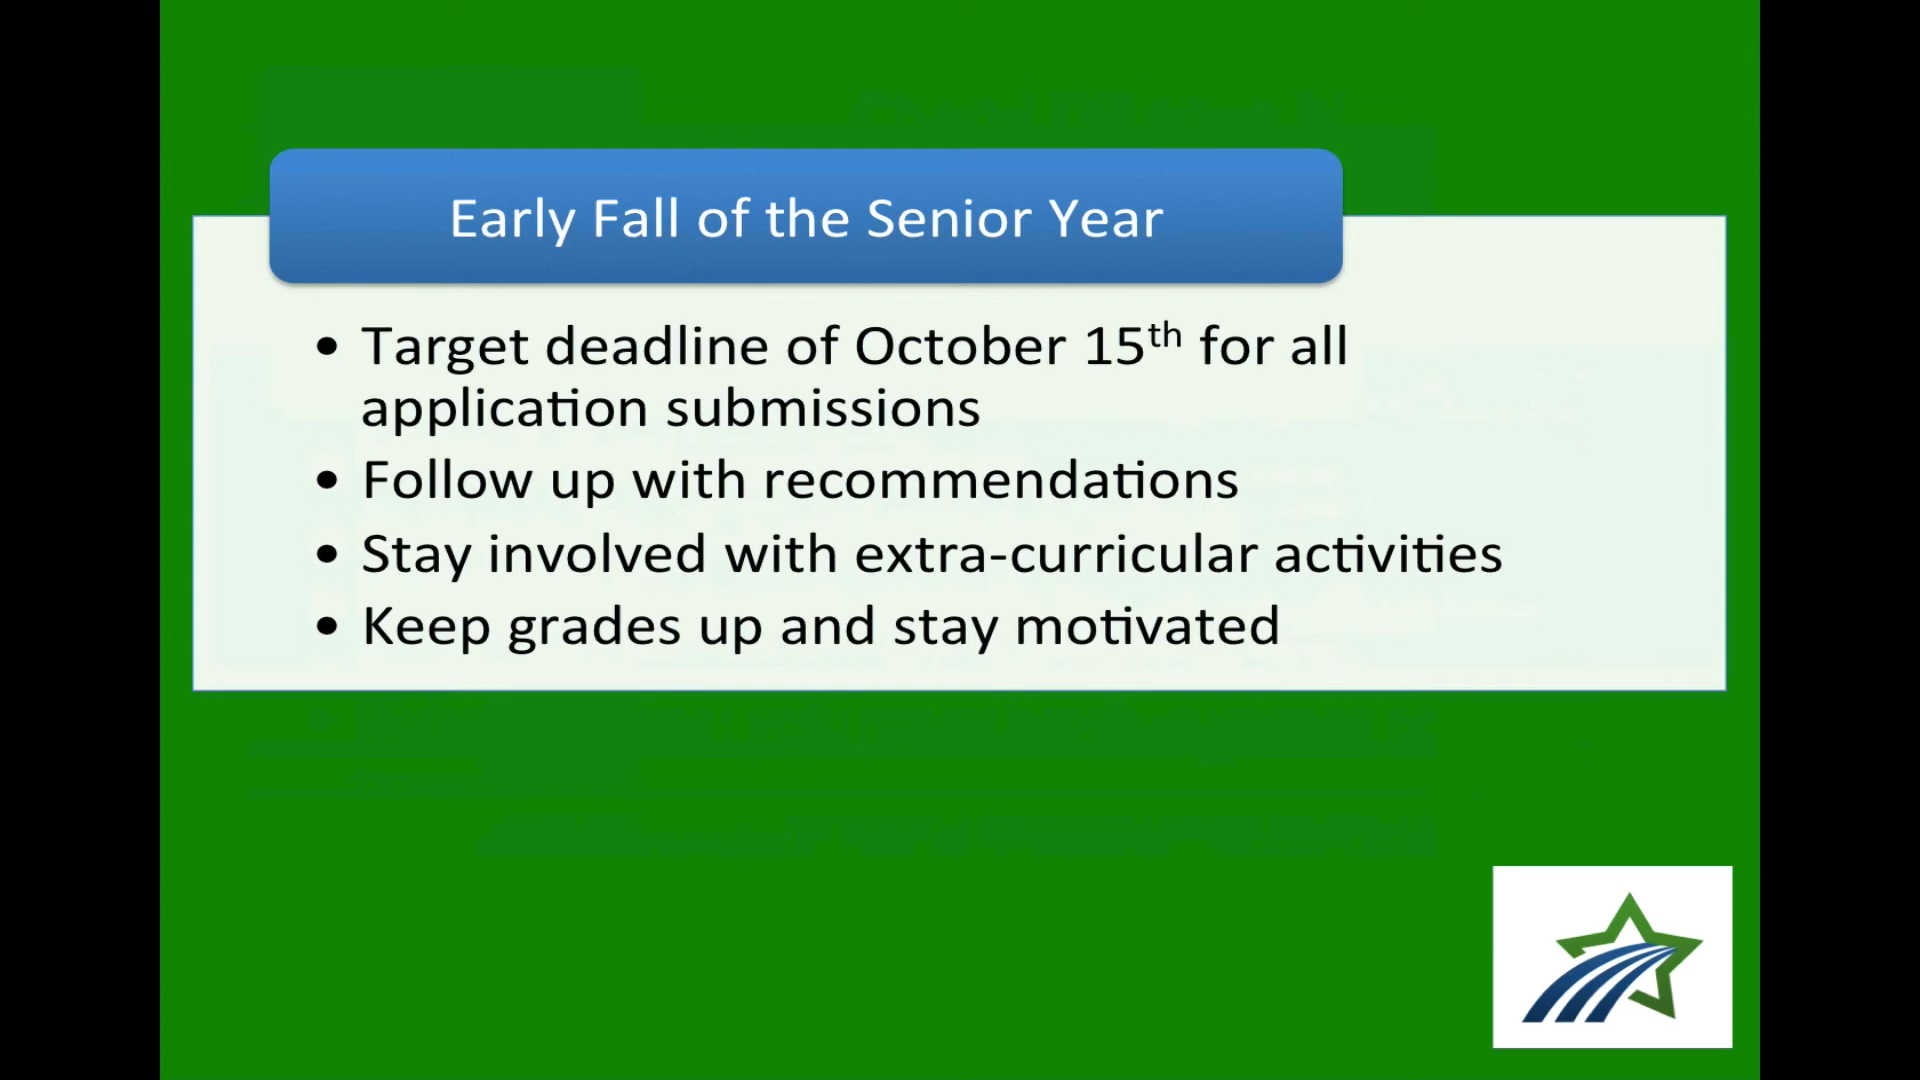 Early Fall of the Senior Year
• Target deadline of October 15th for all
application submissions
• Follow up with recommendations
• Stay involved with extra-curricular activities
• Keep grades up and stay motivated